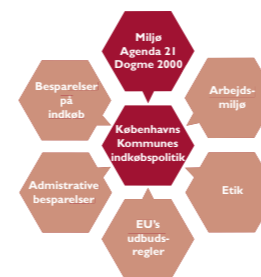 Miljø
Agenda 21
Dogme 2000
Besparelser
på
indkøb
Arbejds-
miljø
Københavns
Kommunes
indkøbspolitik
Admistrative
besparelser
Etik
EU's
udbuds-
regler